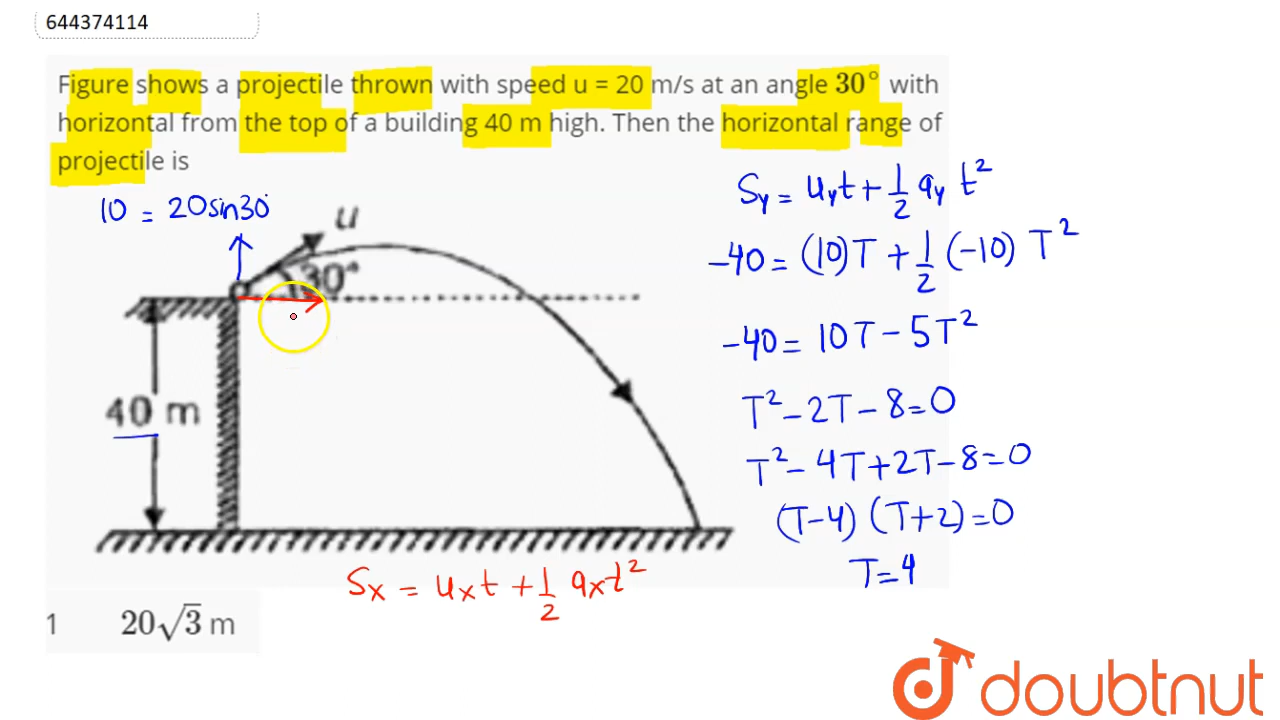 644374114
Figure shows a projectile thrown with speed u = 20 m/s at an angle 30° with
horizontal from the top of a building 40 m high. Then the horizontal range of
projectile is
10 = 20sin30°
u
30°
40 m
Sy = uyt + 1/2 ay t²
-40 = (10)T + 1/2 (-10) T²
-40 = 10T - 5T²
T² - 2T - 8 = 0
T² - 4T + 2T - 8 = 0
(T-4) (T+2) = 0
T = 4
Sx = uxt + 1/2 axt²
1 20√3 m
doubtnut